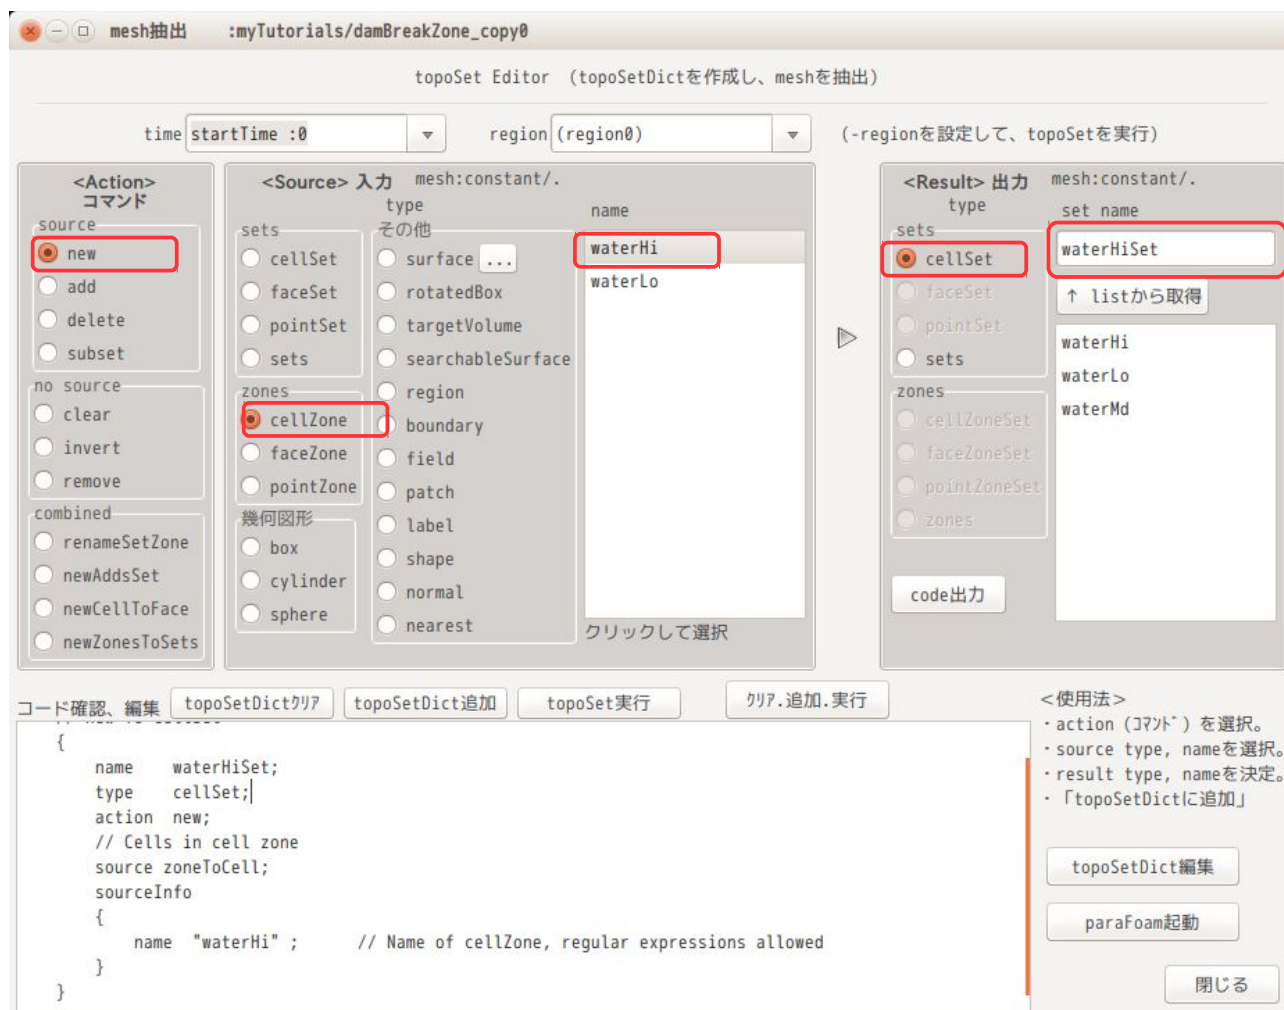 mesh抽出 :myTutorials/damBreakZone_copy0
topoSet Editor (topoSetDictを作成し、meshを抽出)
time startTime :0 region (region0) (-regionを設定して、topoSetを実行)
<Action>
コマンド
source
new
add
delete
subset
no source
clear
invert
remove
combined
renameSetZone
newAddsSet
newCellToFace
newZonesToSets
<Source> 入力 mesh:constant/.
type
sets
cellSet
faceSet
pointSet
sets
zones
cellZone
faceZone
pointZone
幾何図形
box
cylinder
sphere
その他
surface ...
rotatedBox
targetVolume
searchableSurface
region
boundary
field
patch
label
shape
normal
nearest
name
waterHi
waterLo
クリックして選択
<Result> 出力 mesh:constant/.
type
sets
cellSet
faceSet
pointSet
sets
zones
cellZoneSet
faceZoneSet
pointZoneSet
zones
code出力
set name
waterHiSet
↑ listから取得
waterHi
waterLo
waterMd
コード確認、編集 topoSetDictクリア topoSetDict追加 topoSet実行 クリア.追加.実行
{
name waterHiSet;
type cellSet;
action new;
// Cells in cell zone
source zoneToCell;
sourceInfo
{
name "waterHi" ; // Name of cellZone, regular expressions allowed
}
}
<使用法>
・action (コマンド) を選択。
・source type, nameを選択。
・result type, nameを決定。
・「topoSetDictに追加」
topoSetDict編集
paraFoam起動
閉じる